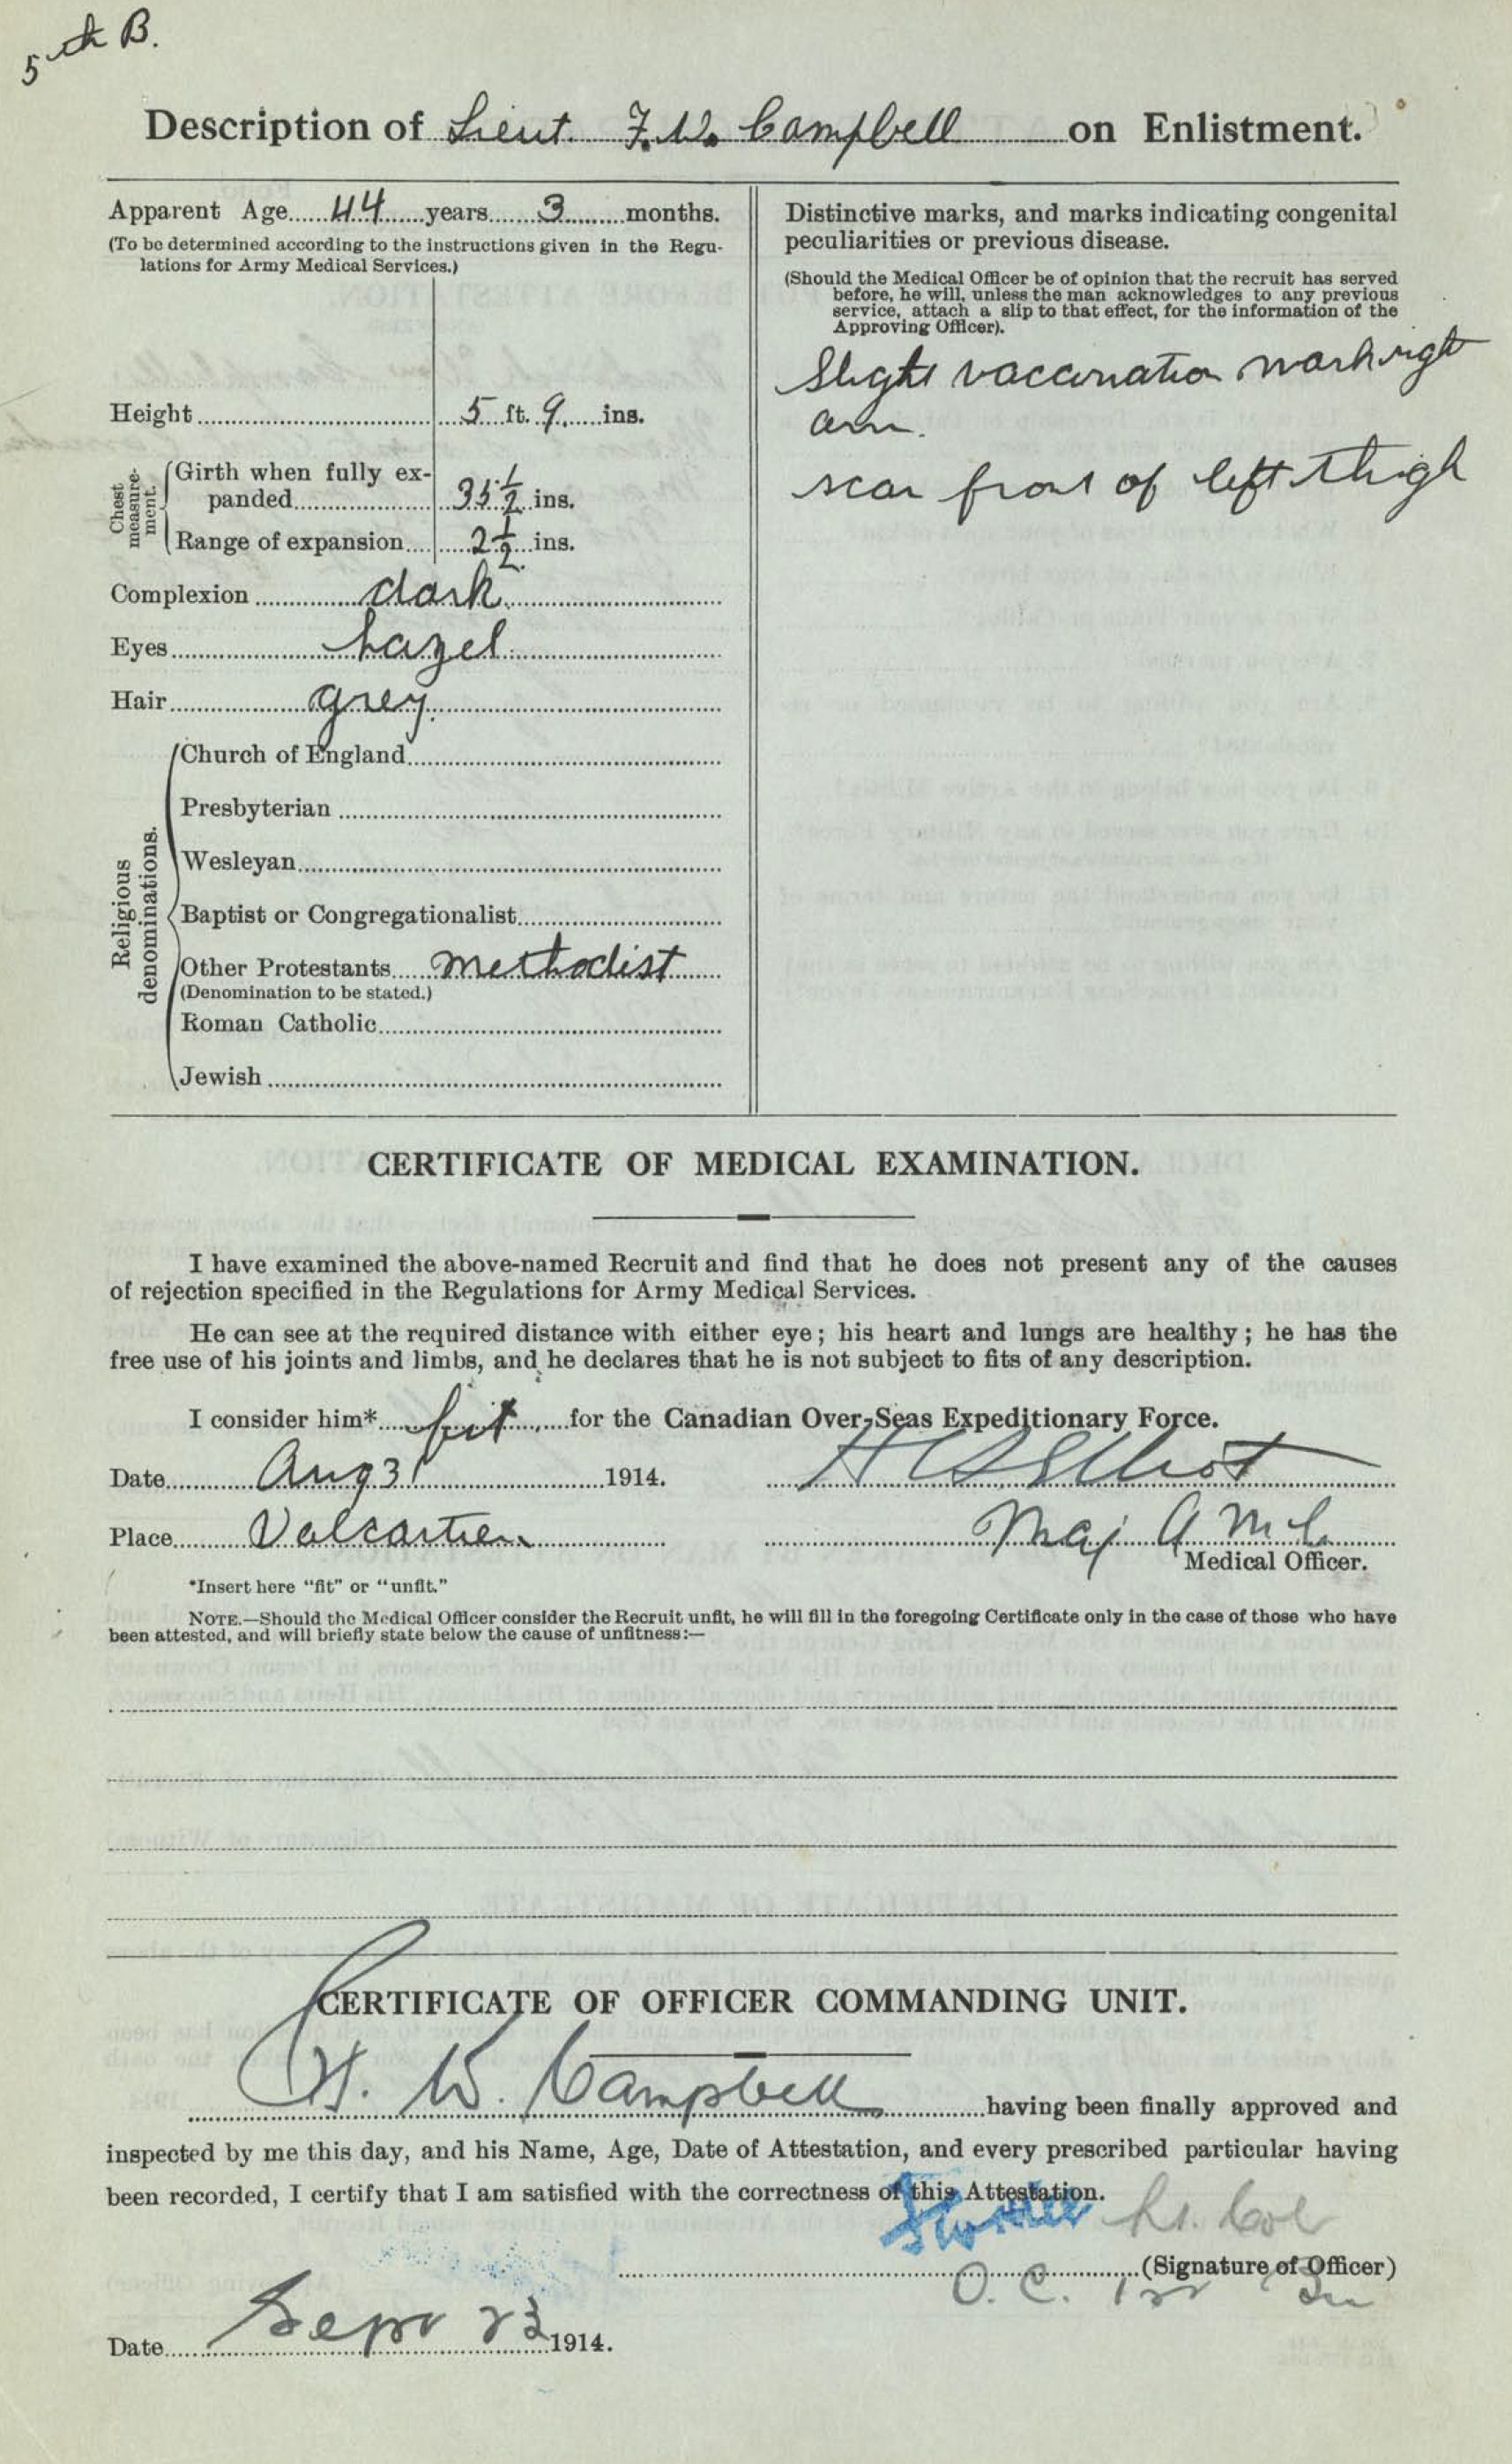 5th B.
Description of Lieut. F.W. Campbell on Enlistment.
Apparent Age 44 years 3 months.
(To be determined according to the instructions given in the Regu-
lations for Army Medical Services.)
Height 5 ft. 9 ins.
Chest measure-ment.
Girth when fully ex-
panded 35½ ins.
Range of expansion 2½ ins.
Complexion dark
Eyes hazel
Hair grey.
Religious denominations.
Church of England
Presbyterian
Wesleyan
Baptist or Congregationalist
Other Protestants methodist
(Denomination to be stated.)
Roman Catholic
Jewish
Distinctive marks, and marks indicating congenital
peculiarities or previous disease.
(Should the Medical Officer be of opinion that the recruit has served
before, he will, unless the man acknowledges to any previous
service, attach a slip to that effect, for the information of the
Approving Officer).
Slight vaccination mark right
arm.
scar front of left thigh
CERTIFICATE OF MEDICAL EXAMINATION.
I have examined the above-named Recruit and find that he does not present any of the causes
of rejection specified in the Regulations for Army Medical Services.
He can see at the required distance with either eye; his heart and lungs are healthy; he has the
free use of his joints and limbs, and he declares that he is not subject to fits of any description.
I consider him* fit for the Canadian Over-Seas Expeditionary Force.
Date Aug 31 1914.
Place Valcartier
Maj A.M.C.
Medical Officer.
*Insert here "fit" or "unfit."
NOTE.—Should the Medical Officer consider the Recruit unfit, he will fill in the foregoing Certificate only in the case of those who have
been attested, and will briefly state below the cause of unfitness:—
CERTIFICATE OF OFFICER COMMANDING UNIT.
F. W. Campbell having been finally approved and
inspected by me this day, and his Name, Age, Date of Attestation, and every prescribed particular having
been recorded, I certify that I am satisfied with the correctness of this Attestation.
Lt. Col
(Signature of Officer)
O. C. 1st Bn
Date Sept 23 1914.